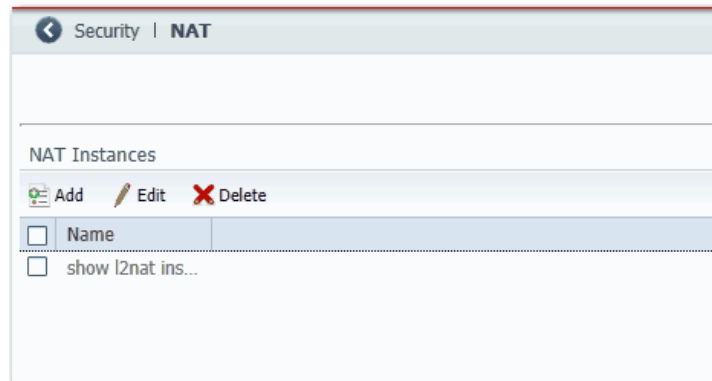 Security | NAT
NAT Instances
Add Edit Delete
Name
show l2nat ins...